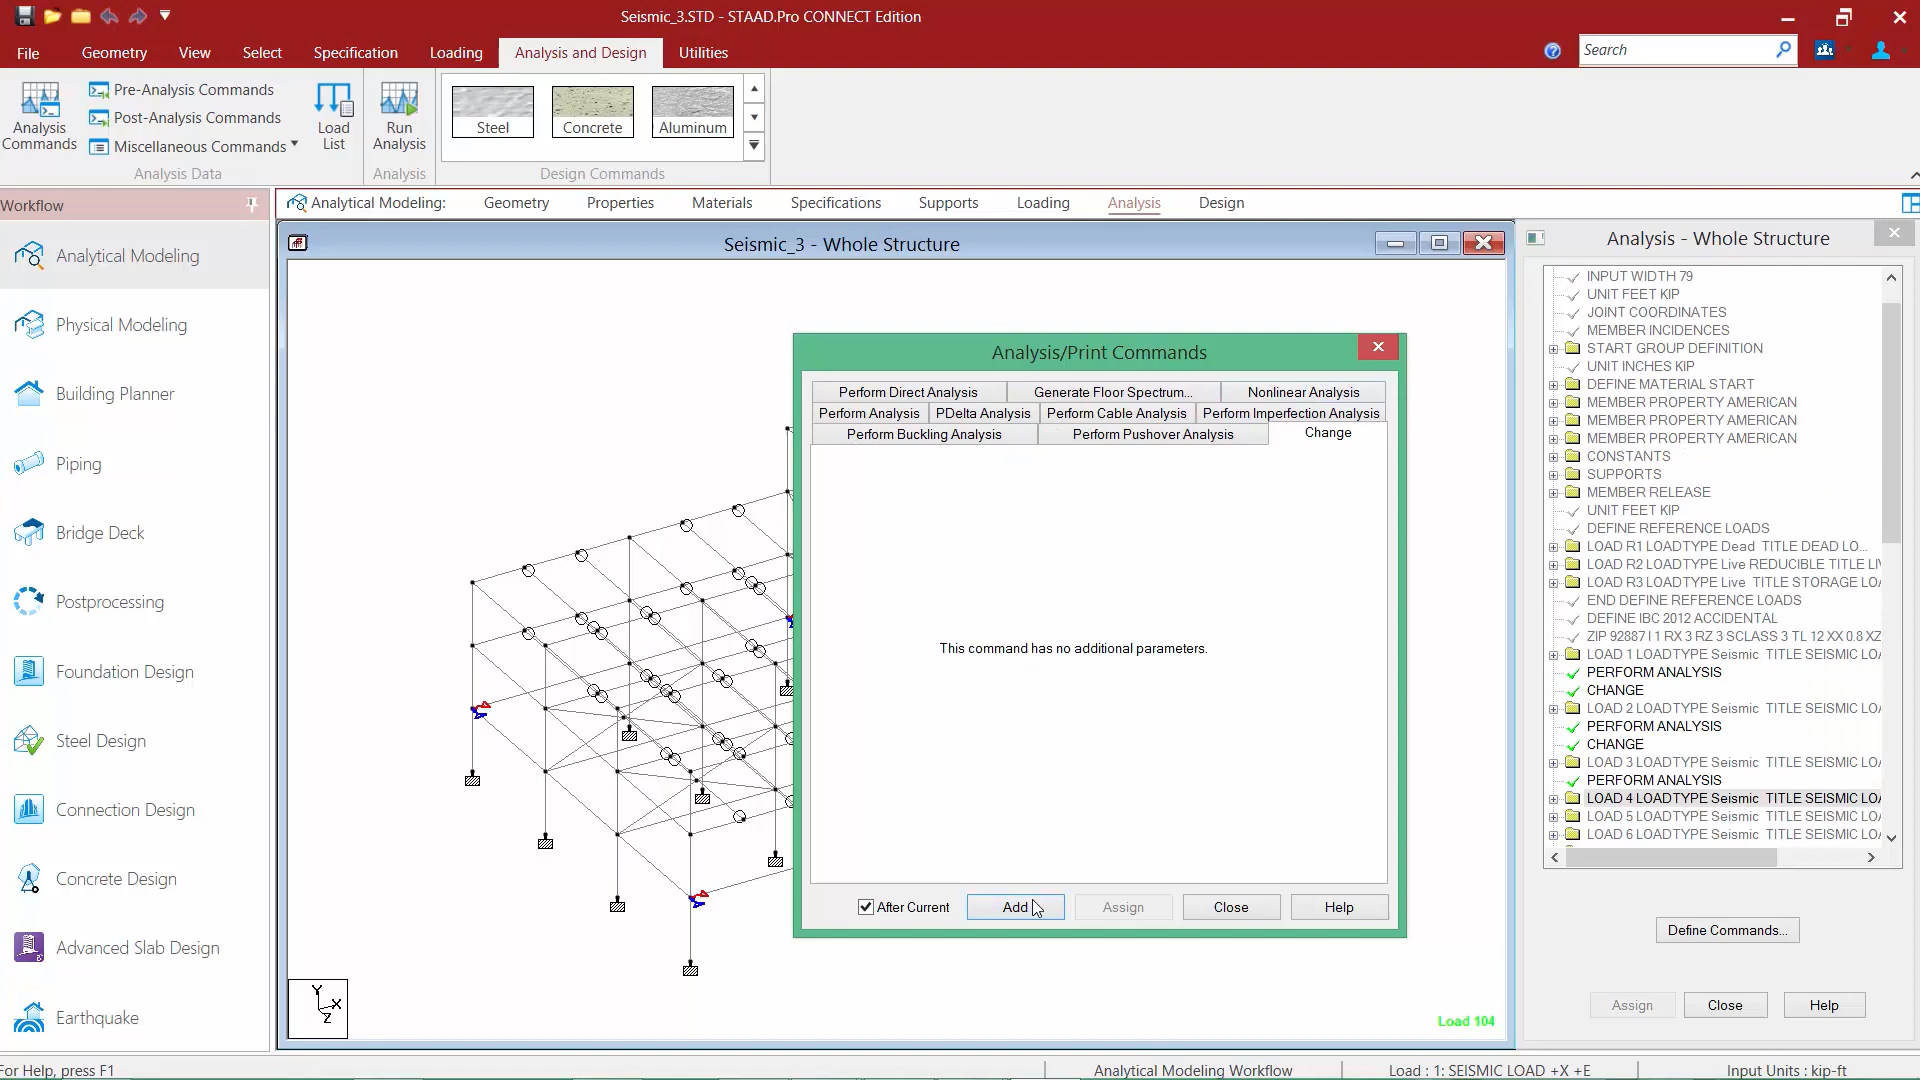 Seismic_3.STD - STAAD.Pro CONNECT Edition
File Geometry View Select Specification Loading Analysis and Design Utilities
Search
Analysis Commands
Pre-Analysis Commands
Post-Analysis Commands
Miscellaneous Commands
Load List
Run Analysis
Steel
Concrete
Aluminum
Analysis Data
Analysis
Design Commands
Workflow
Analytical Modeling
Physical Modeling
Building Planner
Piping
Bridge Deck
Postprocessing
Foundation Design
Steel Design
Connection Design
Concrete Design
Advanced Slab Design
Earthquake
Analytical Modeling: Geometry Properties Materials Specifications Supports Loading Analysis Design
Seismic_3 - Whole Structure
Y
X
Z
Load 104
Analysis/Print Commands
Perform Direct Analysis Generate Floor Spectrum... Nonlinear Analysis
Perform Analysis PDelta Analysis Perform Cable Analysis Perform Imperfection Analysis
Perform Buckling Analysis Perform Pushover Analysis Change
This command has no additional parameters.
After Current Add Assign Close Help
Analysis - Whole Structure
INPUT WIDTH 79
UNIT FEET KIP
JOINT COORDINATES
MEMBER INCIDENCES
START GROUP DEFINITION
UNIT INCHES KIP
DEFINE MATERIAL START
MEMBER PROPERTY AMERICAN
MEMBER PROPERTY AMERICAN
MEMBER PROPERTY AMERICAN
CONSTANTS
SUPPORTS
MEMBER RELEASE
UNIT FEET KIP
DEFINE REFERENCE LOADS
LOAD R1 LOADTYPE Dead TITLE DEAD LO...
LOAD R2 LOADTYPE Live REDUCIBLE TITLE LI
LOAD R3 LOADTYPE Live TITLE STORAGE LOA
END DEFINE REFERENCE LOADS
DEFINE IBC 2012 ACCIDENTAL
ZIP 92887 I 1 RX 3 RZ 3 SCLASS 3 TL 12 XX 0.8 XZ
LOAD 1 LOADTYPE Seismic TITLE SEISMIC LOA
PERFORM ANALYSIS
CHANGE
LOAD 2 LOADTYPE Seismic TITLE SEISMIC LOA
PERFORM ANALYSIS
CHANGE
LOAD 3 LOADTYPE Seismic TITLE SEISMIC LOA
PERFORM ANALYSIS
LOAD 4 LOADTYPE Seismic TITLE SEISMIC LOA
LOAD 5 LOADTYPE Seismic TITLE SEISMIC LOA
LOAD 6 LOADTYPE Seismic TITLE SEISMIC LOA
Define Commands...
Assign Close Help
For Help, press F1
Analytical Modeling Workflow
Load : 1: SEISMIC LOAD +X +E
Input Units : kip-ft